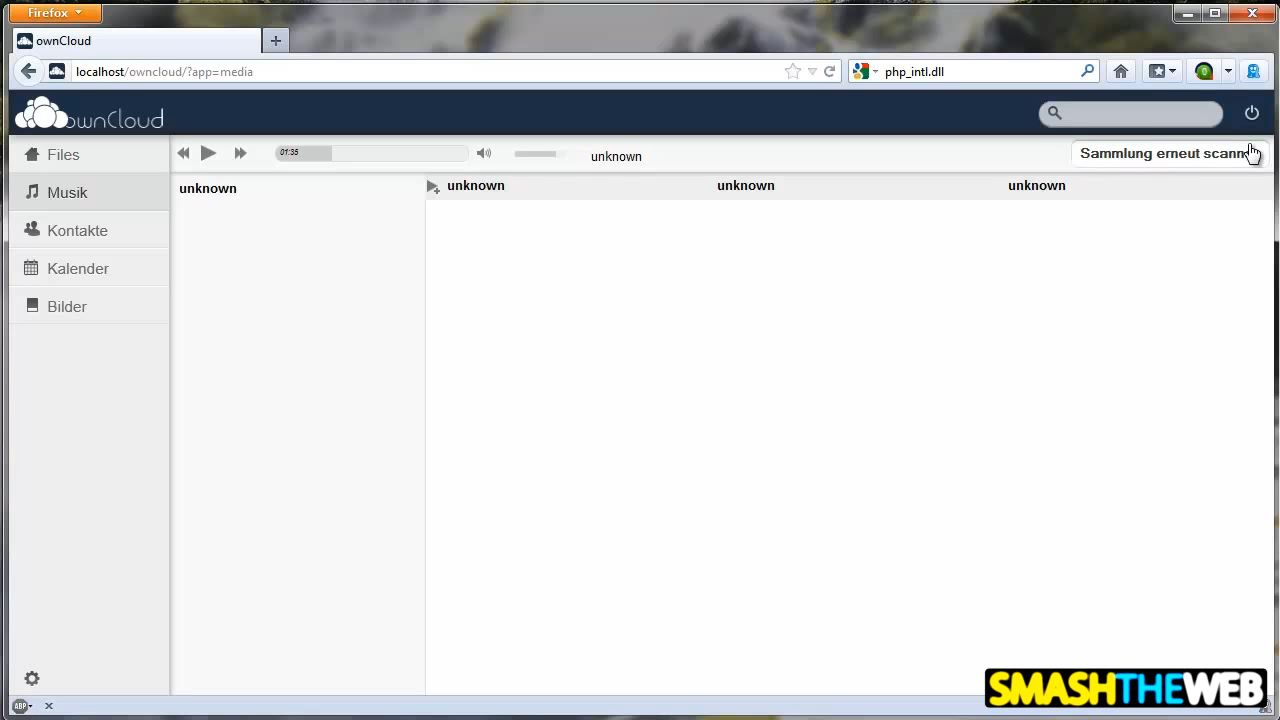 Firefox
ownCloud
localhost/owncloud/?app=media
php_intl.dll
ownCloud
Files
Musik
Kontakte
Kalender
Bilder
01:35
unknown
Sammlung erneut scann
unknown
unknown
unknown
unknown
ABP
SMASHTHEWEB